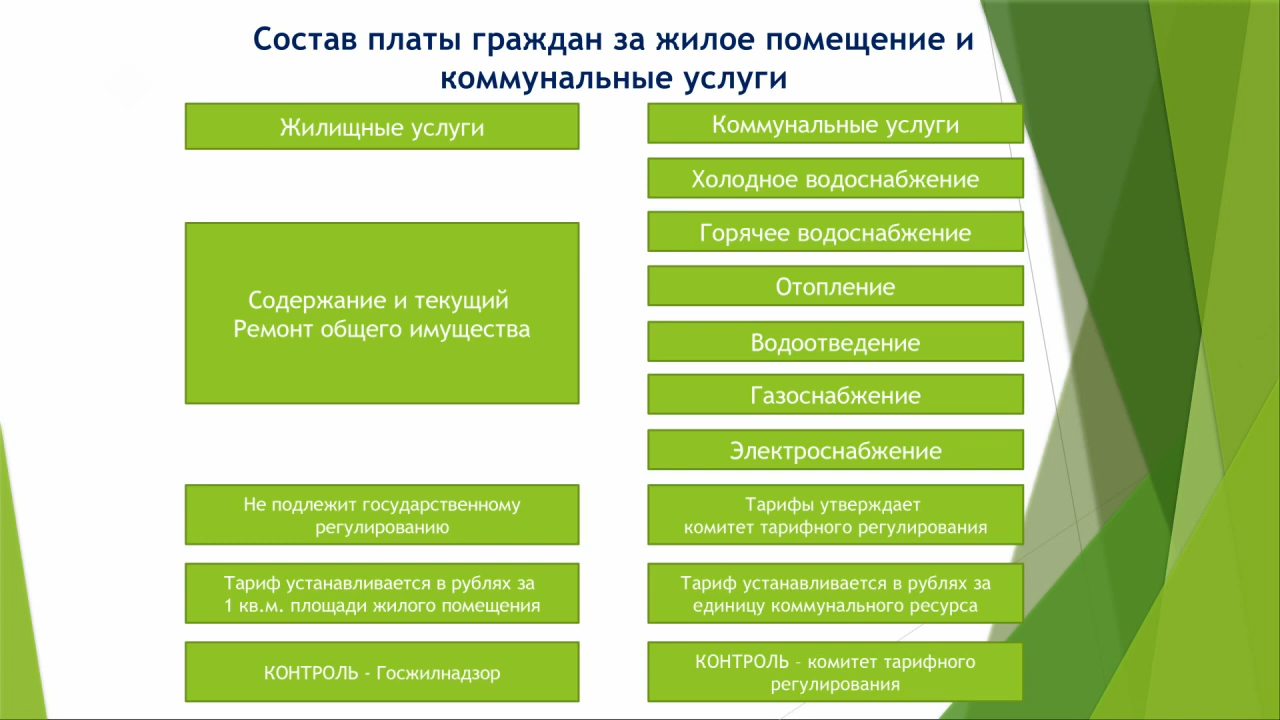 Состав платы граждан за жилое помещение и
коммунальные услуги
Жилищные услуги
Содержание и текущий
Ремонт общего имущества
Не подлежит государственному
регулированию
Тариф устанавливается в рублях за
1 кв.м. площади жилого помещения
КОНТРОЛЬ - Госжилнадзор
Коммунальные услуги
Холодное водоснабжение
Горячее водоснабжение
Отопление
Водоотведение
Газоснабжение
Электроснабжение
Тарифы утверждает
комитет тарифного регулирования
Тариф устанавливается в рублях за
единицу коммунального ресурса
КОНТРОЛЬ - комитет тарифного
регулирования